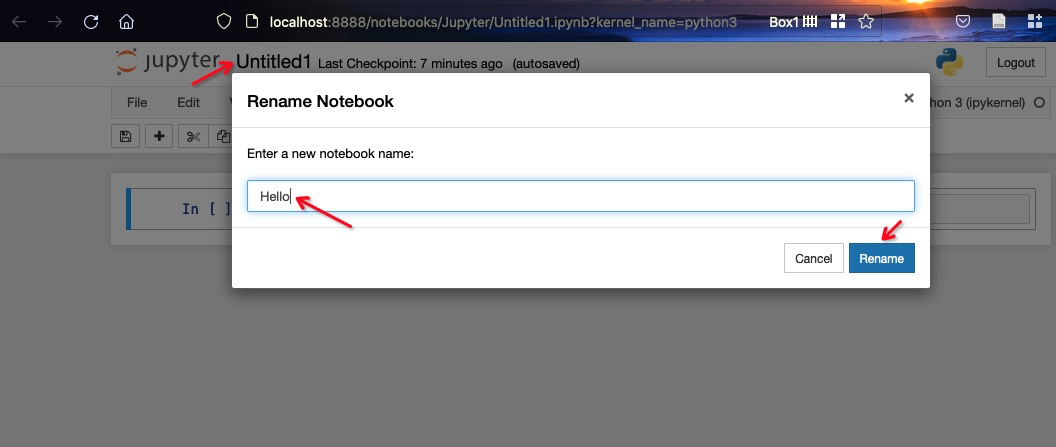 localhost:8888/notebooks/Jupyter/Untitled1.ipynb?kernel_name=python3 Box1
jupyter Untitled1 Last Checkpoint: 7 minutes ago (autosaved) Logout
Rename Notebook ×
File Edit hon 3 (ipykernel)
Enter a new notebook name:
Hello
In [ ]
Cancel Rename